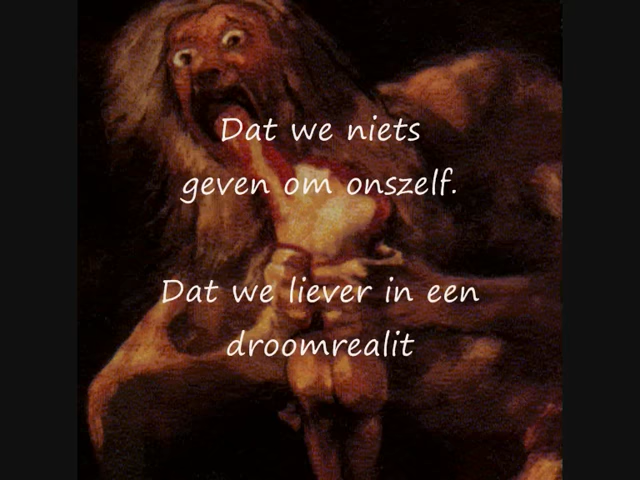 Dat we niets
geven om onszelf.
Dat we liever in een
droomrealit